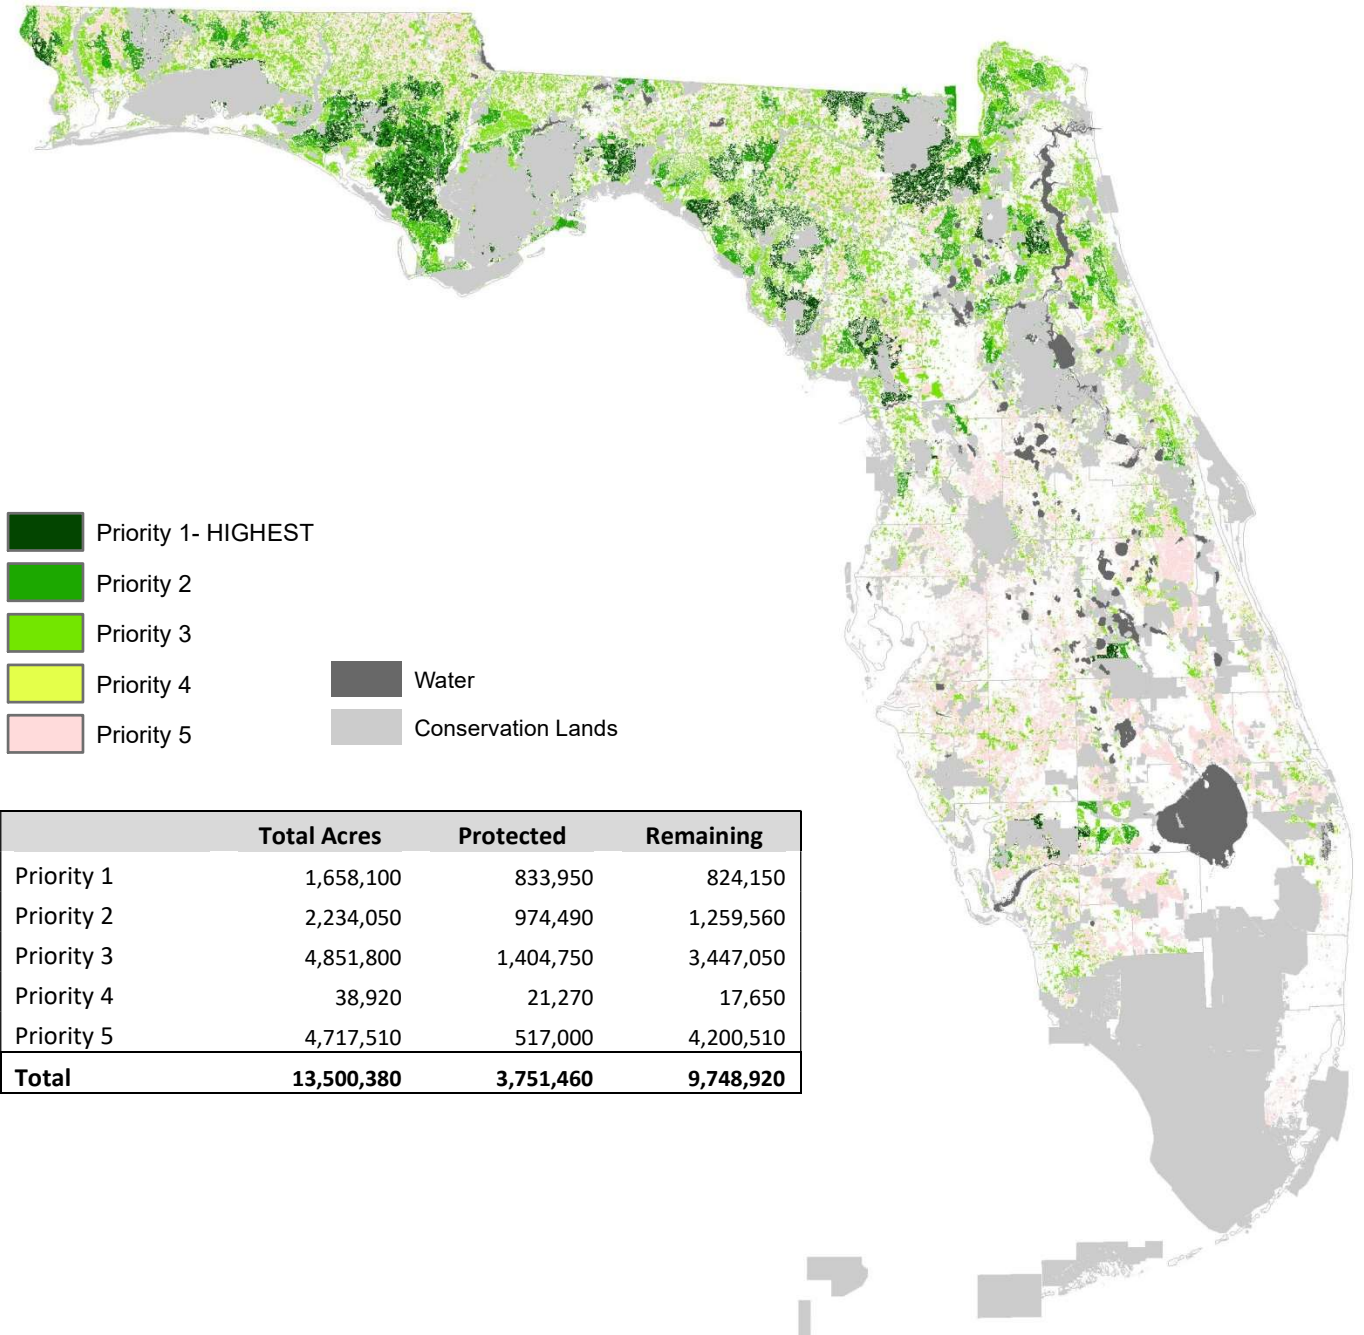 Priority 1- HIGHEST
Priority 2
Priority 3
Priority 4
Priority 5
Water
Conservation Lands
Total Acres Protected Remaining
Priority 1 1,658,100 833,950 824,150
Priority 2 2,234,050 974,490 1,259,560
Priority 3 4,851,800 1,404,750 3,447,050
Priority 4 38,920 21,270 17,650
Priority 5 4,717,510 517,000 4,200,510
Total 13,500,380 3,751,460 9,748,920